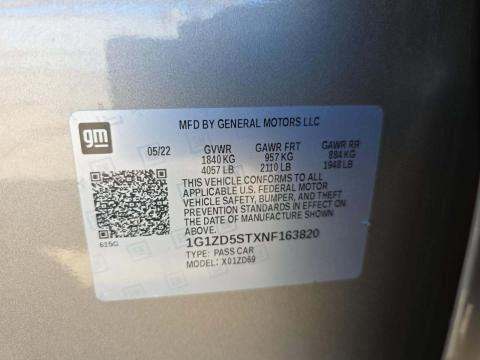 MFD BY GENERAL MOTORS LLC
gm
05/22 GVWR GAWR FRT GAWR RR
1840 KG 957 KG 884 KG
4057 LB 2110 LB 1948 LB
THIS VEHICLE CONFORMS TO ALL
APPLICABLE U.S. FEDERAL MOTOR
VEHICLE SAFETY, BUMPER, AND THEFT
PREVENTION STANDARDS IN EFFECT
ON THE DATE OF MANUFACTURE
SHOWN ABOVE.
1G1ZD5STXNF163820
TYPE: PASS CAR
MODEL: X01ZD69